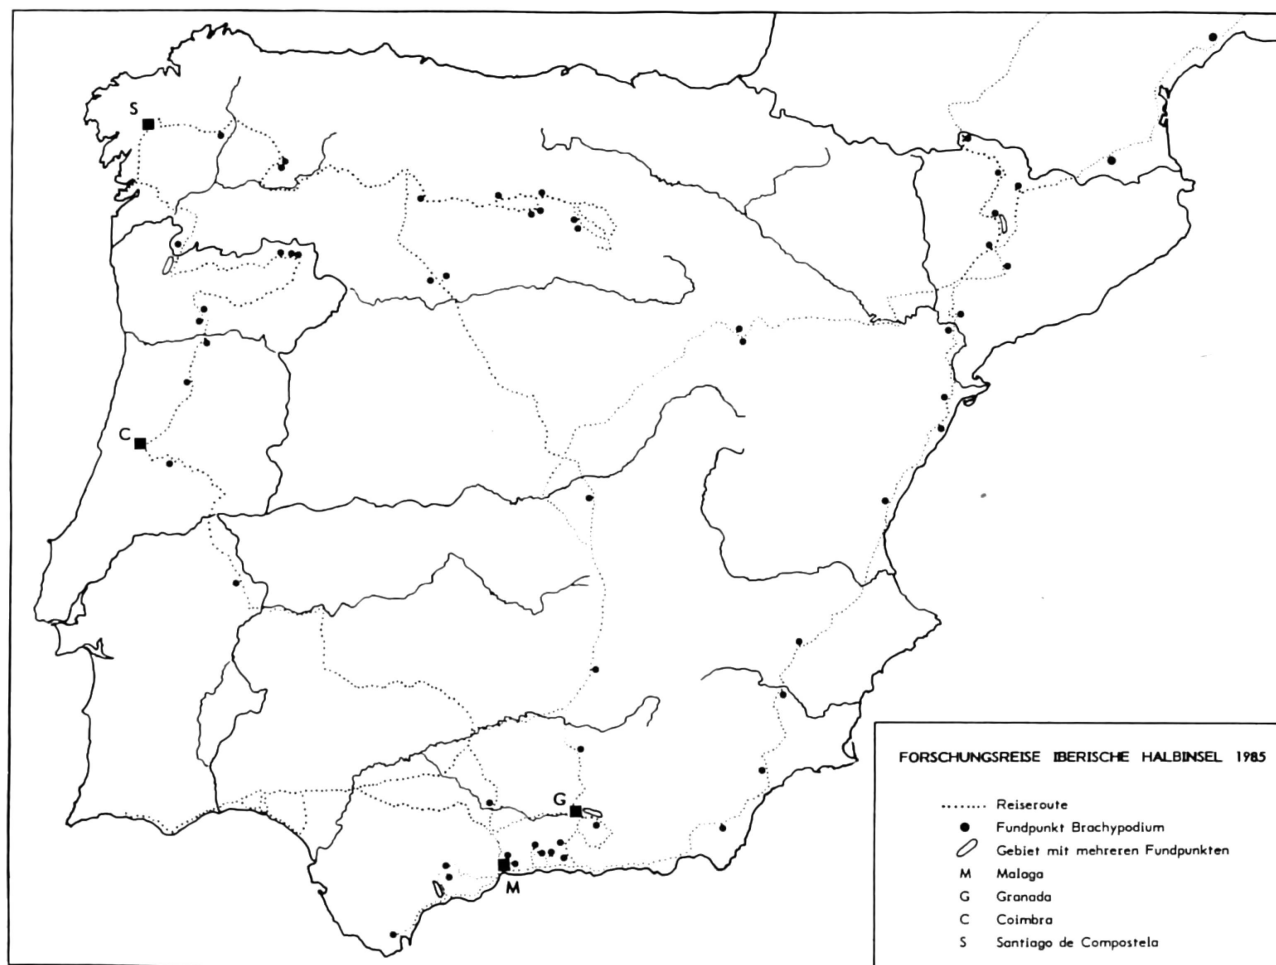 S
C
G
M
FORSCHUNGSREISE IBERISCHE HALBINSEL 1985
Reiseroute
Fundpunkt Brachypodium
Gebiet mit mehreren Fundpunkten
M Malaga
G Granada
C Coimbra
S Santiago de Compostela